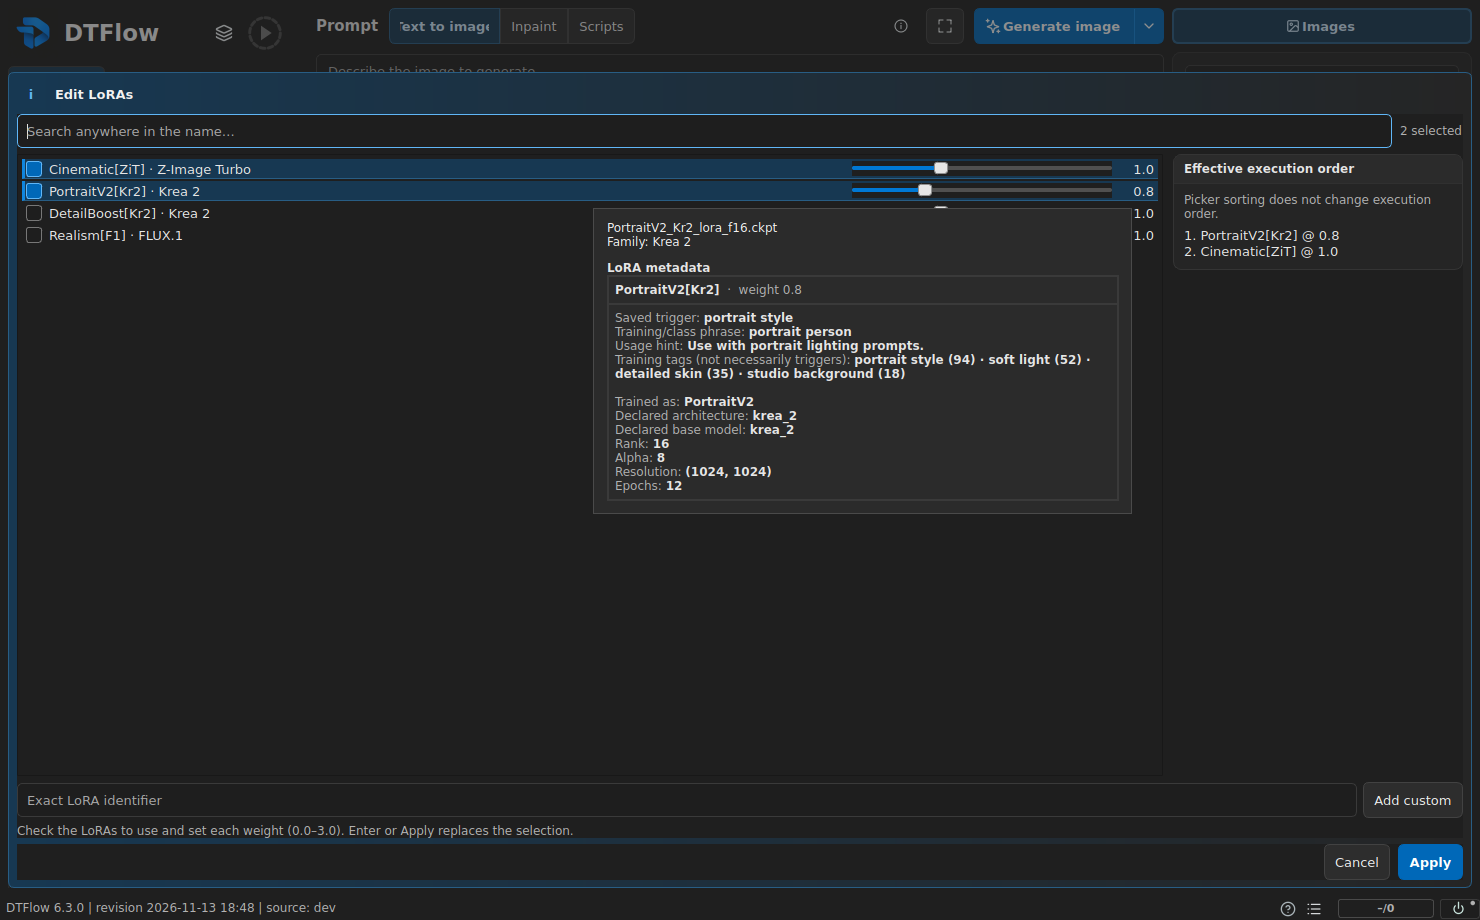 DTFlow
Prompt
Text to image
Inpaint
Scripts
Generate image
Images
Describe the image to generate
Edit LoRAs
Search anywhere in the name...
2 selected
Cinematic[ZiT] · Z-Image Turbo
1.0
PortraitV2[Kr2] · Krea 2
0.8
DetailBoost[Kr2] · Krea 2
1.0
Realism[F1] · FLUX.1
1.0
Effective execution order
Picker sorting does not change execution
order.
1. PortraitV2[Kr2] @ 0.8
2. Cinematic[ZiT] @ 1.0
PortraitV2_Kr2_lora_f16.ckpt
Family: Krea 2
LoRA metadata
PortraitV2[Kr2] · weight 0.8
Saved trigger: portrait style
Training/class phrase: portrait person
Usage hint: Use with portrait lighting prompts.
Training tags (not necessarily triggers): portrait style (94) · soft light (52) ·
detailed skin (35) · studio background (18)
Trained as: PortraitV2
Declared architecture: krea_2
Declared base model: krea_2
Rank: 16
Alpha: 8
Resolution: (1024, 1024)
Epochs: 12
Exact LoRA identifier
Add custom
Check the LoRAs to use and set each weight (0.0–3.0). Enter or Apply replaces the selection.
Cancel
Apply
DTFlow 6.3.0 | revision 2026-11-13 18:48 | source: dev
–/0